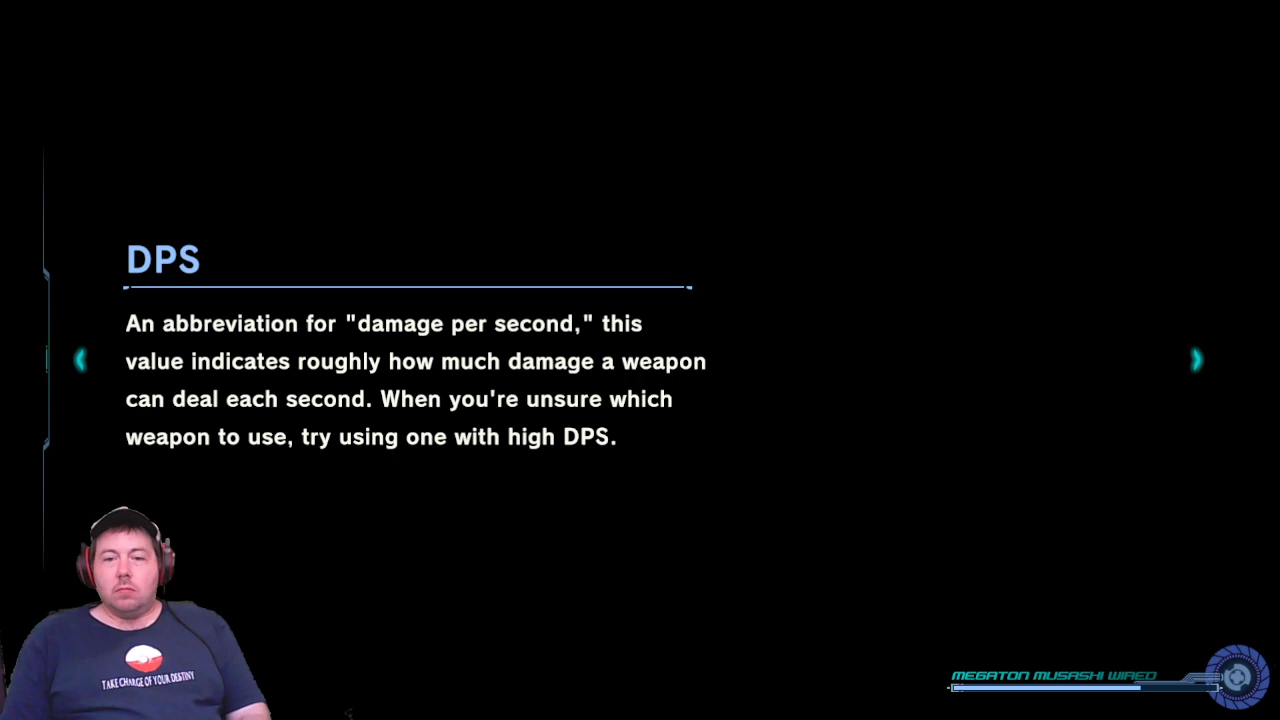 DPS
An abbreviation for "damage per second," this
value indicates roughly how much damage a weapon
can deal each second. When you're unsure which
weapon to use, try using one with high DPS.
TAKE CHARGE OF YOUR DESTINY
MEGATON MUSASHI WIRED